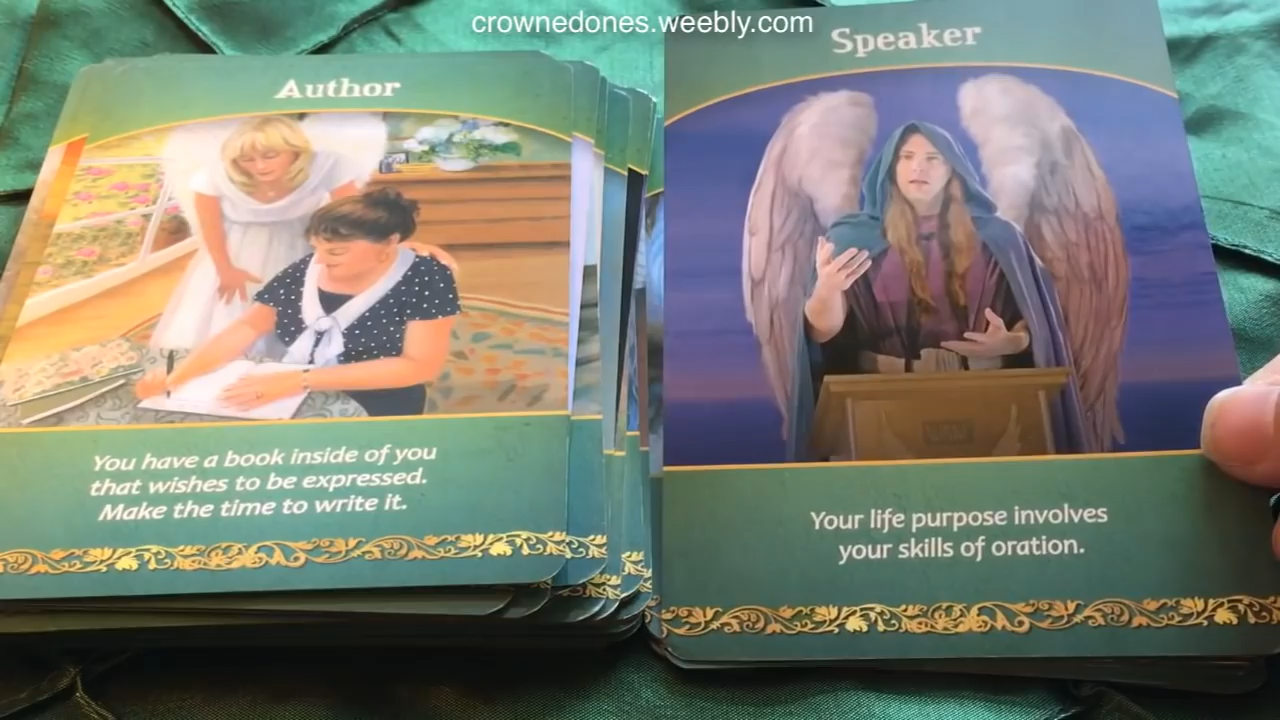 crownedones.weebly.com
Author
You have a book inside of you
that wishes to be expressed.
Make the time to write it.
Speaker
Your life purpose involves
your skills of oration.